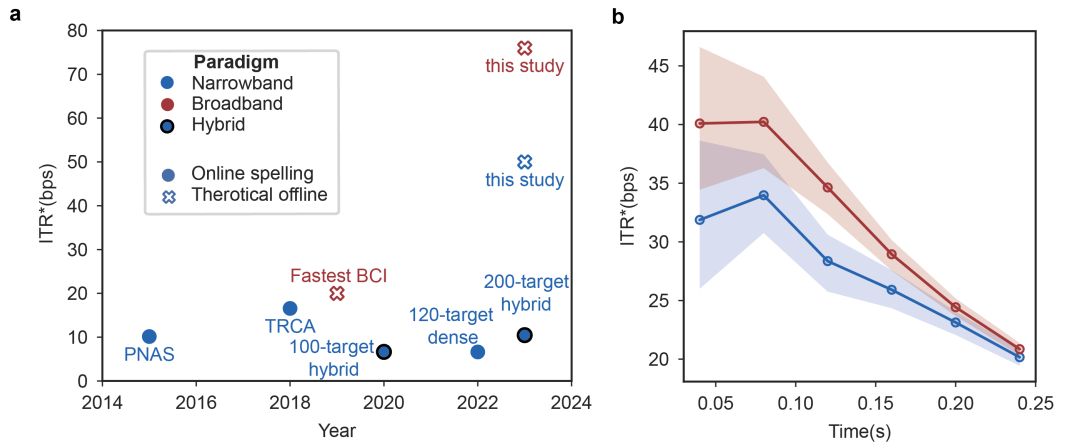 a
80
70
60
50
40
30
20
10
0
ITR*(bps)
Paradigm
Narrowband
Broadband
Hybrid
Online spelling
Therotical offline
this study
this study
Fastest BCI
200-target
hybrid
TRCA
120-target
dense
PNAS
100-target
hybrid
2014 2016 2018 2020 2022 2024
Year
b
45
40
35
30
25
20
ITR*(bps)
0.05 0.10 0.15 0.20 0.25
Time(s)